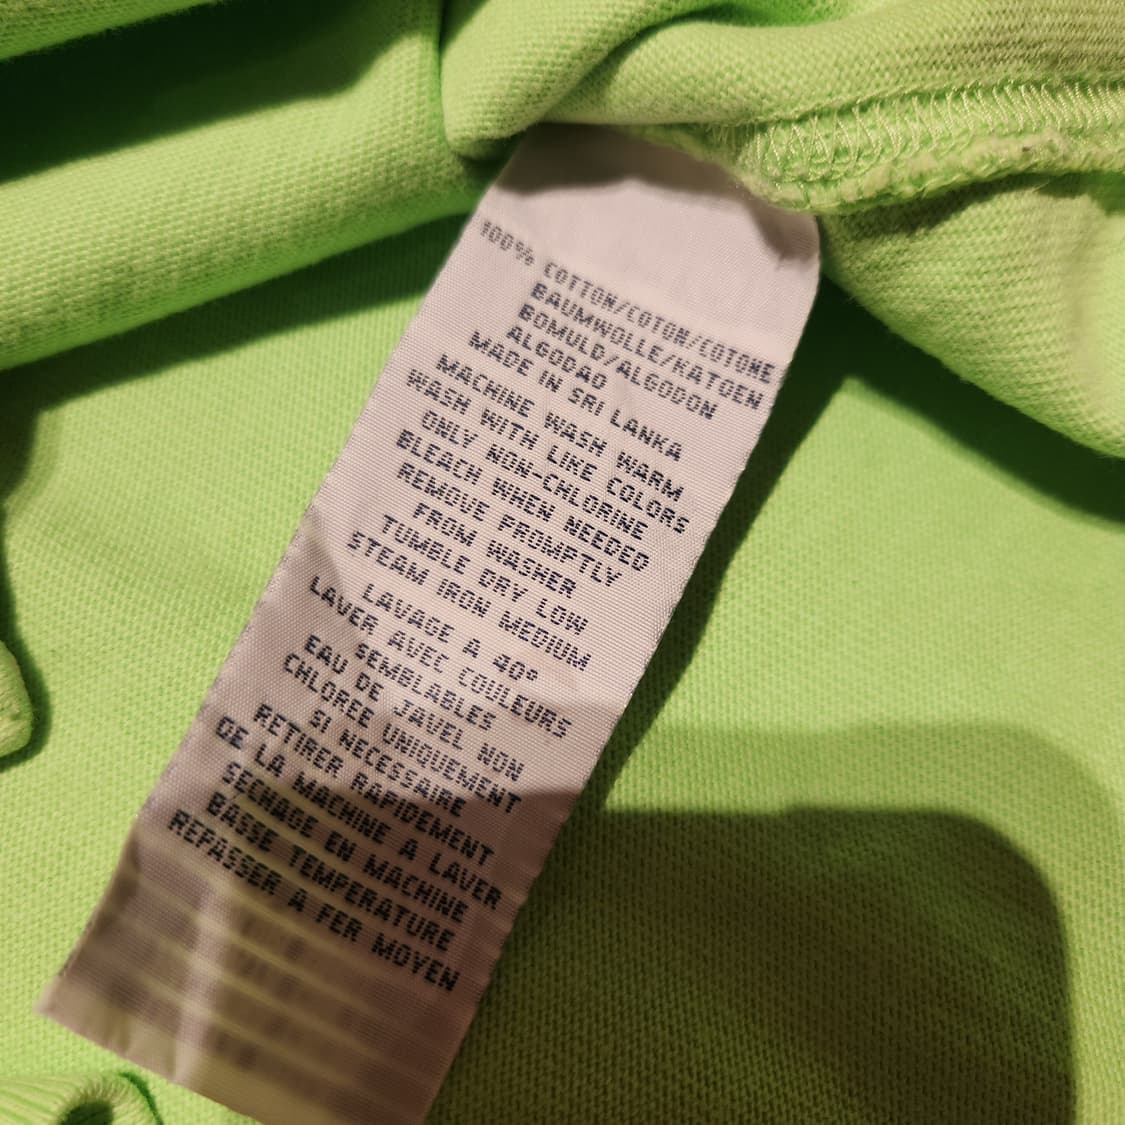 100% COTTON/COTON/COTONE
BAUMWOLLE/KATOEN
BOMULD/ALGODON
ALGODAO
MADE IN SRI LANKA
MACHINE WASH WARM
WASH WITH LIKE COLORS
ONLY NON-CHLORINE
BLEACH WHEN NEEDED
REMOVE PROMPTLY
FROM WASHER
TUMBLE DRY LOW
STEAM IRON MEDIUM
LAVAGE A 40°
LAVER AVEC COULEURS
SEMBLABLES
EAU DE JAVEL NON
CHLOREE UNIQUEMENT
SI NECESSAIRE
RETIRER RAPIDEMENT
DE LA MACHINE A LAVER
SECHAGE EN MACHINE
BASSE TEMPERATURE
REPASSER A FER MOYEN